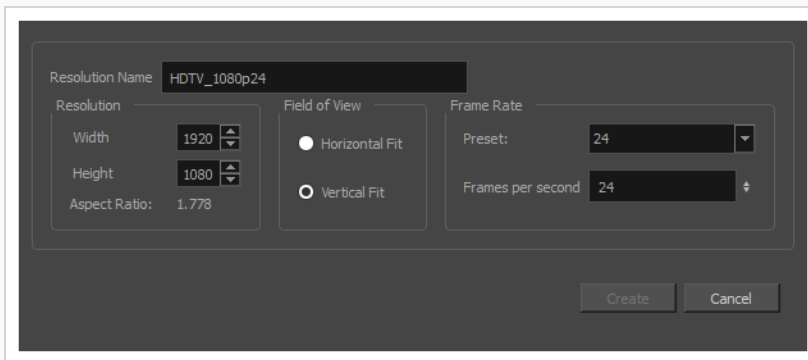 Resolution Name HDTV_1080p24
Resolution
Width 1920
Height 1080
Aspect Ratio: 1.778
Field of View
Horizontal Fit
Vertical Fit
Frame Rate
Preset: 24
Frames per second 24
Create Cancel